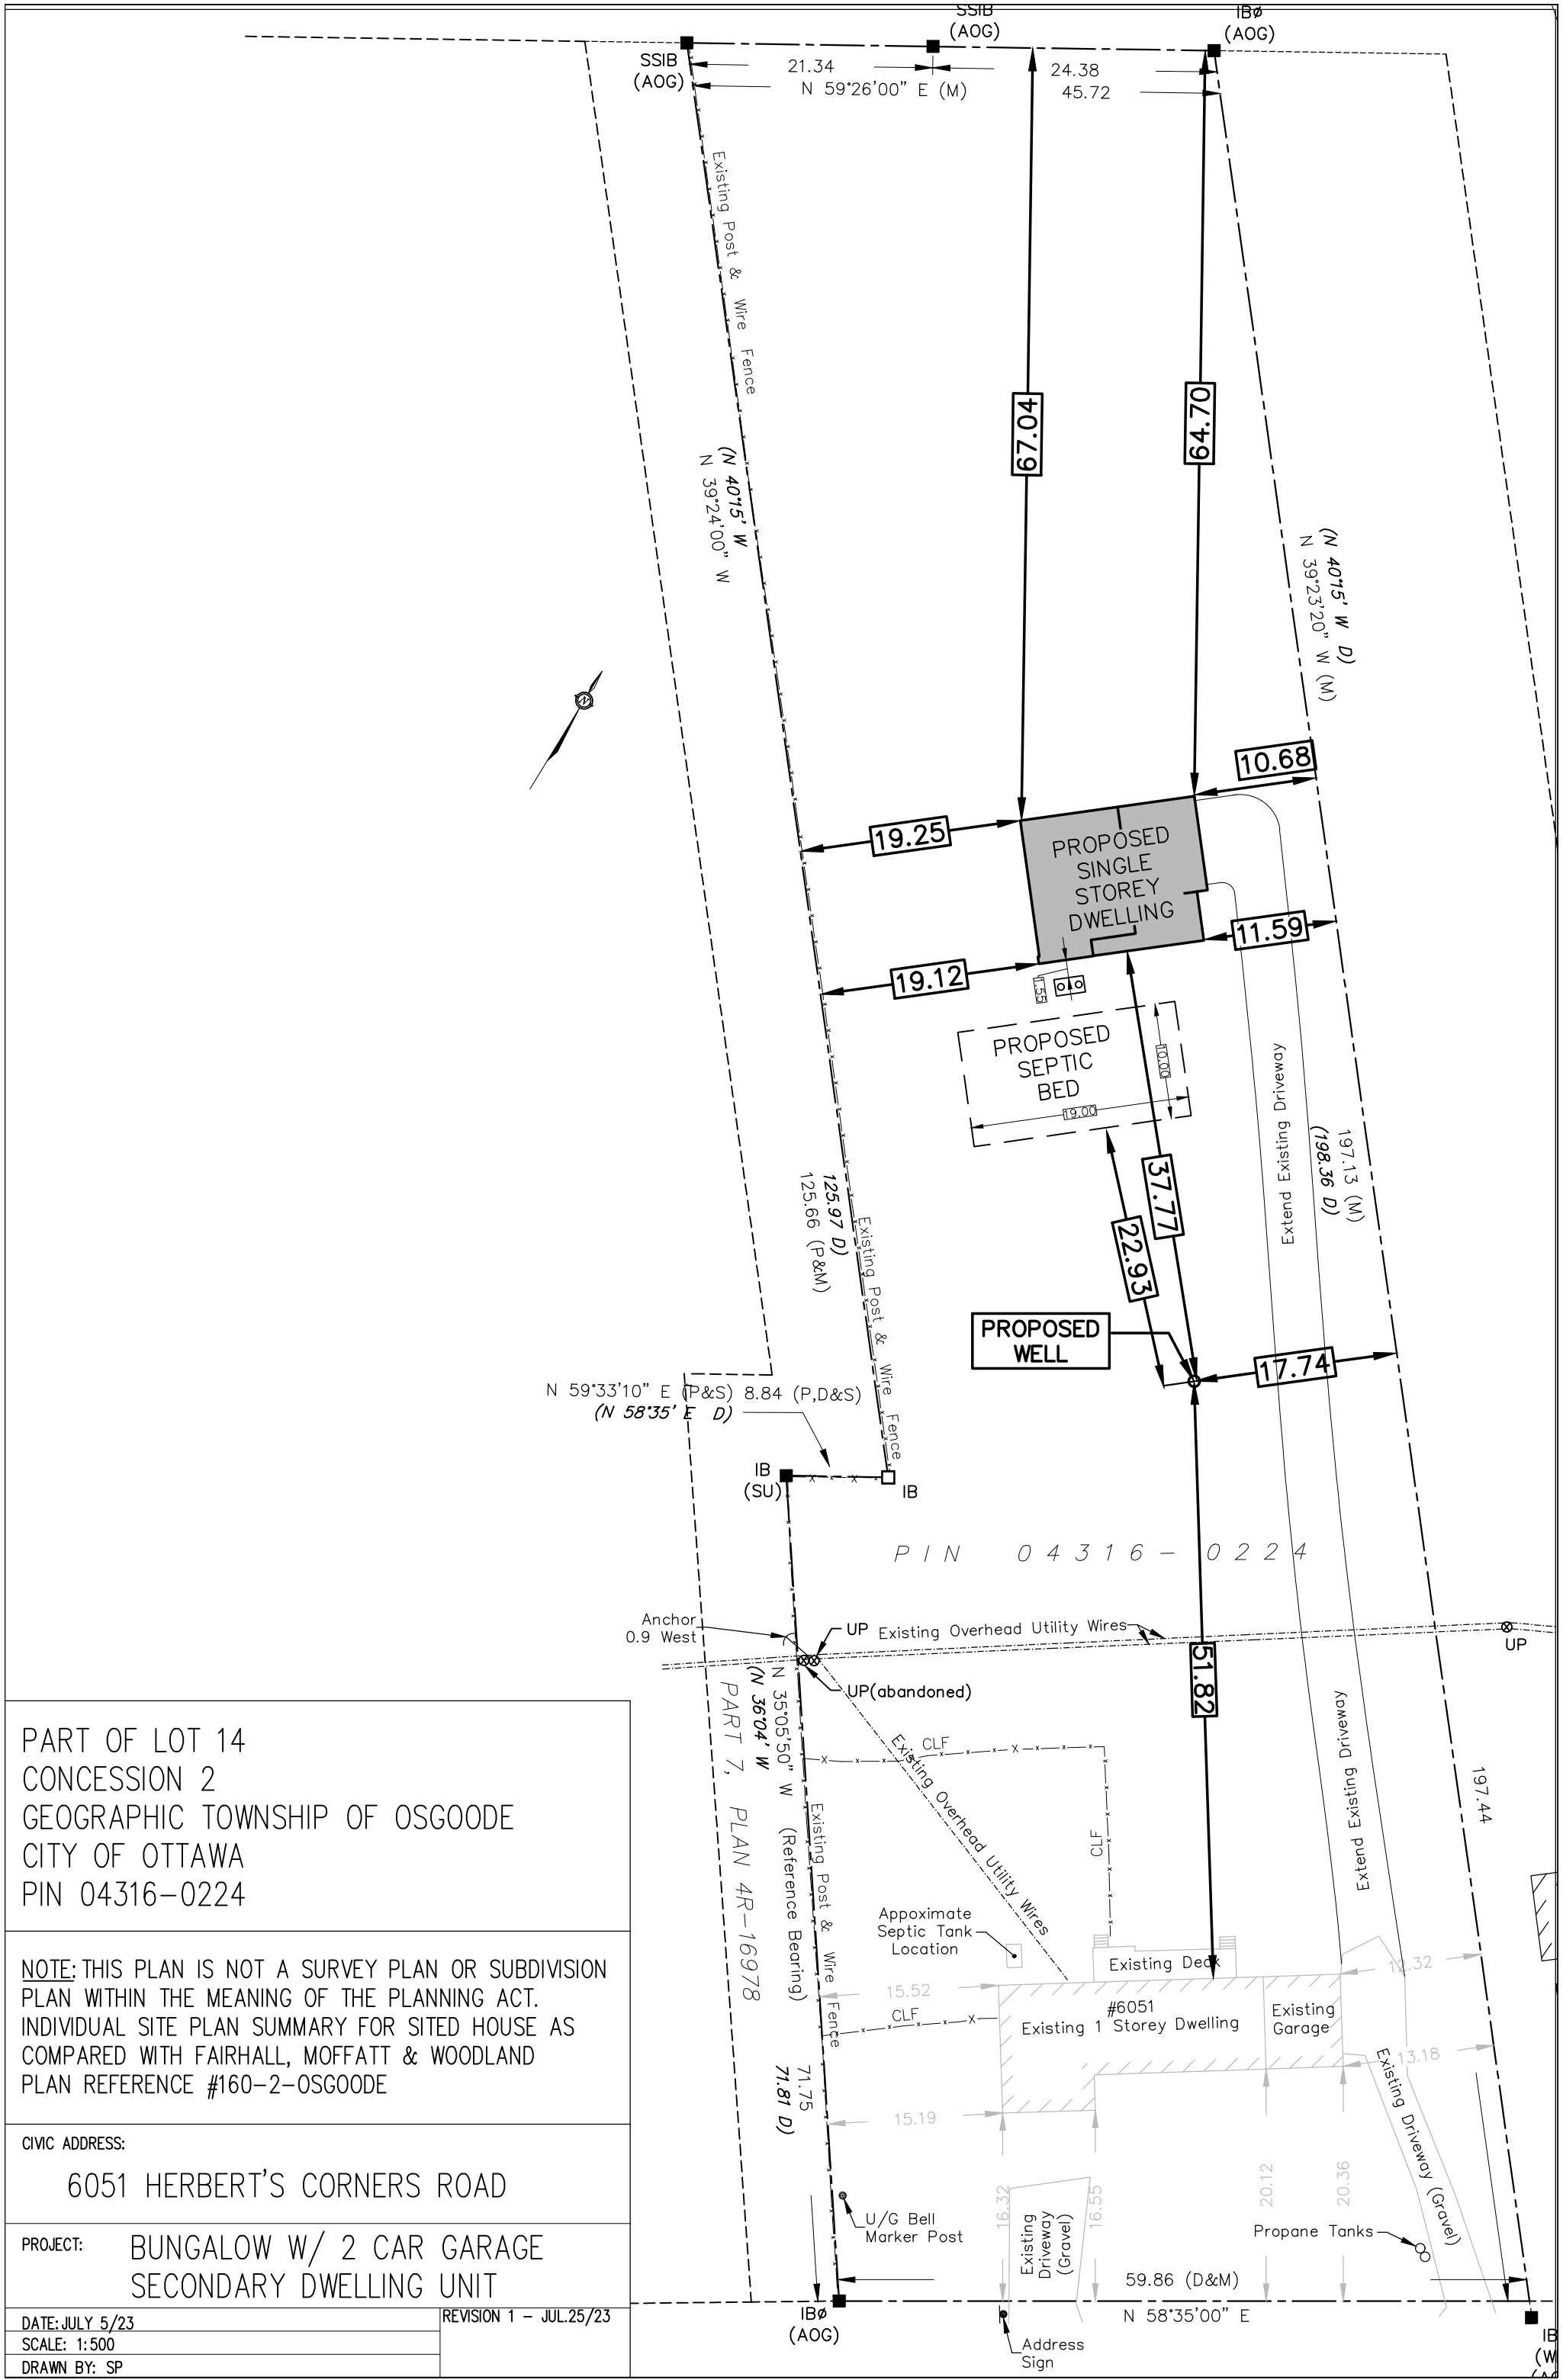 SSIB
(AOG)
IBø
(AOG)
SSIB
(AOG)
21.34
24.38
N 59°26'00" E (M)
45.72
Existing Post & Wire Fence
67.04
64.70
(N 40°15' W
N 39°24'00" W
(N 40°15' W D)
N 39°23'20" W (M)
N
10.68
19.25
PROPOSED
SINGLE
STOREY
DWELLING
11.59
19.12
1.55
PROPOSED
SEPTIC
BED
10.00
19.00
Extend Existing Driveway
197.13 (M)
(198.36 D)
37.77
22.93
125.97 D)
125.66 (P&M)
Existing Post & Wire Fence
PROPOSED
WELL
17.74
N 59°33'10" E (P&S) 8.84 (P,D&S)
(N 58°35' E D)
IB
(SU)
IB
PIN 04316-0224
Anchor
0.9 West
UP
Existing Overhead Utility Wires
UP
UP(abandoned)
51.82
N 35°05'50" W (Reference Bearing)
(N 36°04' W
PART 7, PLAN 4R-16978
CLF
Existing Overhead Utility Wires
CLF
Extend Existing Driveway
197.44
Existing Post & Wire Fence
Appoximate
Septic Tank
Location
Existing Deck
12.32
15.52
#6051
Existing 1 Storey Dwelling
Existing
Garage
CLF
13.18
71.75
71.81 D)
15.19
Existing Driveway (Gravel)
16.32
16.55
20.12
20.36
U/G Bell
Marker Post
Existing
Driveway
(Gravel)
Propane Tanks
59.86 (D&M)
N 58°35'00" E
IBø
(AOG)
Address
Sign
IB
(W
PART OF LOT 14
CONCESSION 2
GEOGRAPHIC TOWNSHIP OF OSGOODE
CITY OF OTTAWA
PIN 04316-0224
NOTE: THIS PLAN IS NOT A SURVEY PLAN OR SUBDIVISION
PLAN WITHIN THE MEANING OF THE PLANNING ACT.
INDIVIDUAL SITE PLAN SUMMARY FOR SITED HOUSE AS
COMPARED WITH FAIRHALL, MOFFATT & WOODLAND
PLAN REFERENCE #160-2-OSGOODE
CIVIC ADDRESS:
6051 HERBERT'S CORNERS ROAD
PROJECT: BUNGALOW W/ 2 CAR GARAGE
SECONDARY DWELLING UNIT
DATE: JULY 5/23
REVISION 1 - JUL.25/23
SCALE: 1:500
DRAWN BY: SP